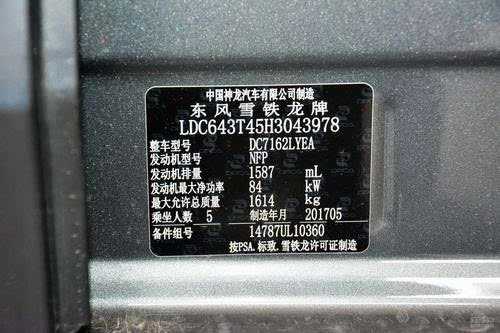 中国神龙汽车有限公司制造
东风雪铁龙牌
LDC643T45H3043978
整车型号 DC7162LYEA
发动机型号 NFP
发动机排量 1587 mL
发动机最大净功率 84 kW
最大允许总质量 1614 kg
乘坐人数 5 制造年月 201705
备件组号 14787UL10360
按PSA.标致.雪铁龙许可证制造